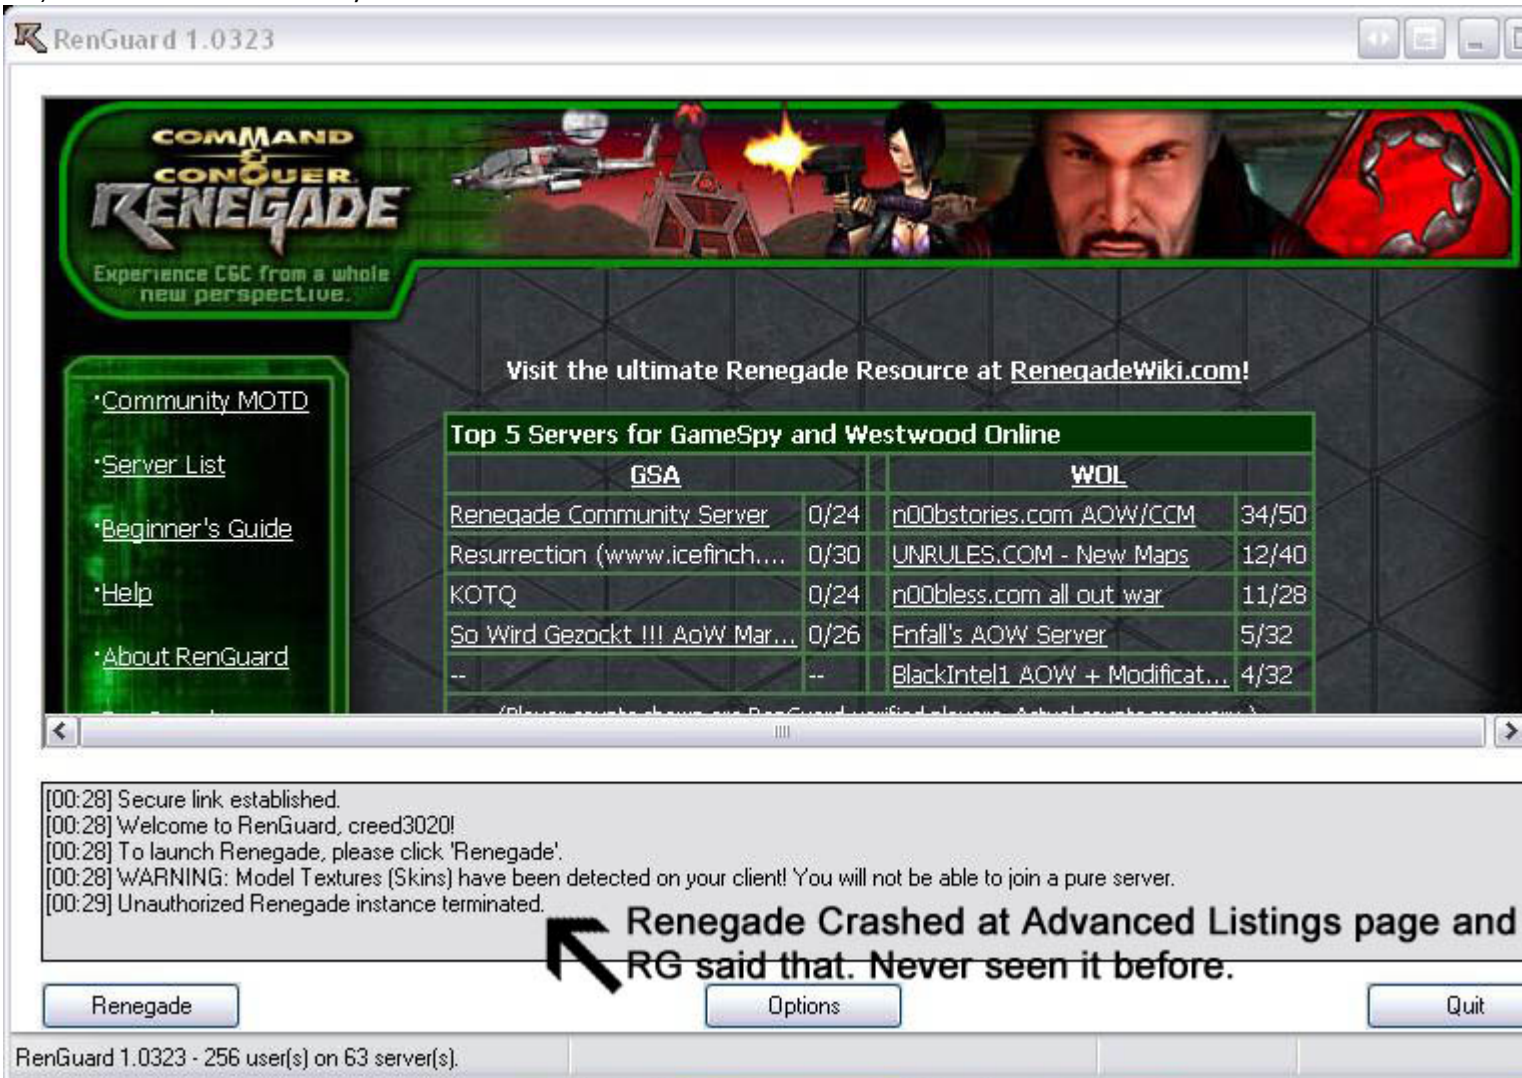 RenGuard 1.0323
COMMAND
&
CONQUER
RENEGADE
Experience C&C from a whole
new perspective.
Visit the ultimate Renegade Resource at RenegadeWiki.com!
·Community MOTD
·Server List
·Beginner's Guide
·Help
·About RenGuard
Top 5 Servers for GameSpy and Westwood Online
GSA WOL
Renegade Community Server 0/24 n00bstories.com AOW/CCM 34/50
Resurrection (www.icefinch.... 0/30 UNRULES.COM - New Maps 12/40
KOTQ 0/24 n00bless.com all out war 11/28
So Wird Gezockt !!! AoW Mar... 0/26 Fnfall's AOW Server 5/32
-- -- BlackIntel1 AOW + Modificat... 4/32
[00:28] Secure link established.
[00:28] Welcome to RenGuard, creed3020!
[00:28] To launch Renegade, please click 'Renegade'.
[00:28] WARNING: Model Textures (Skins) have been detected on your client! You will not be able to join a pure server.
[00:29] Unauthorized Renegade instance terminated.
Renegade Crashed at Advanced Listings page and
RG said that. Never seen it before.
Renegade Options Quit
RenGuard 1.0323 - 256 user(s) on 63 server(s).